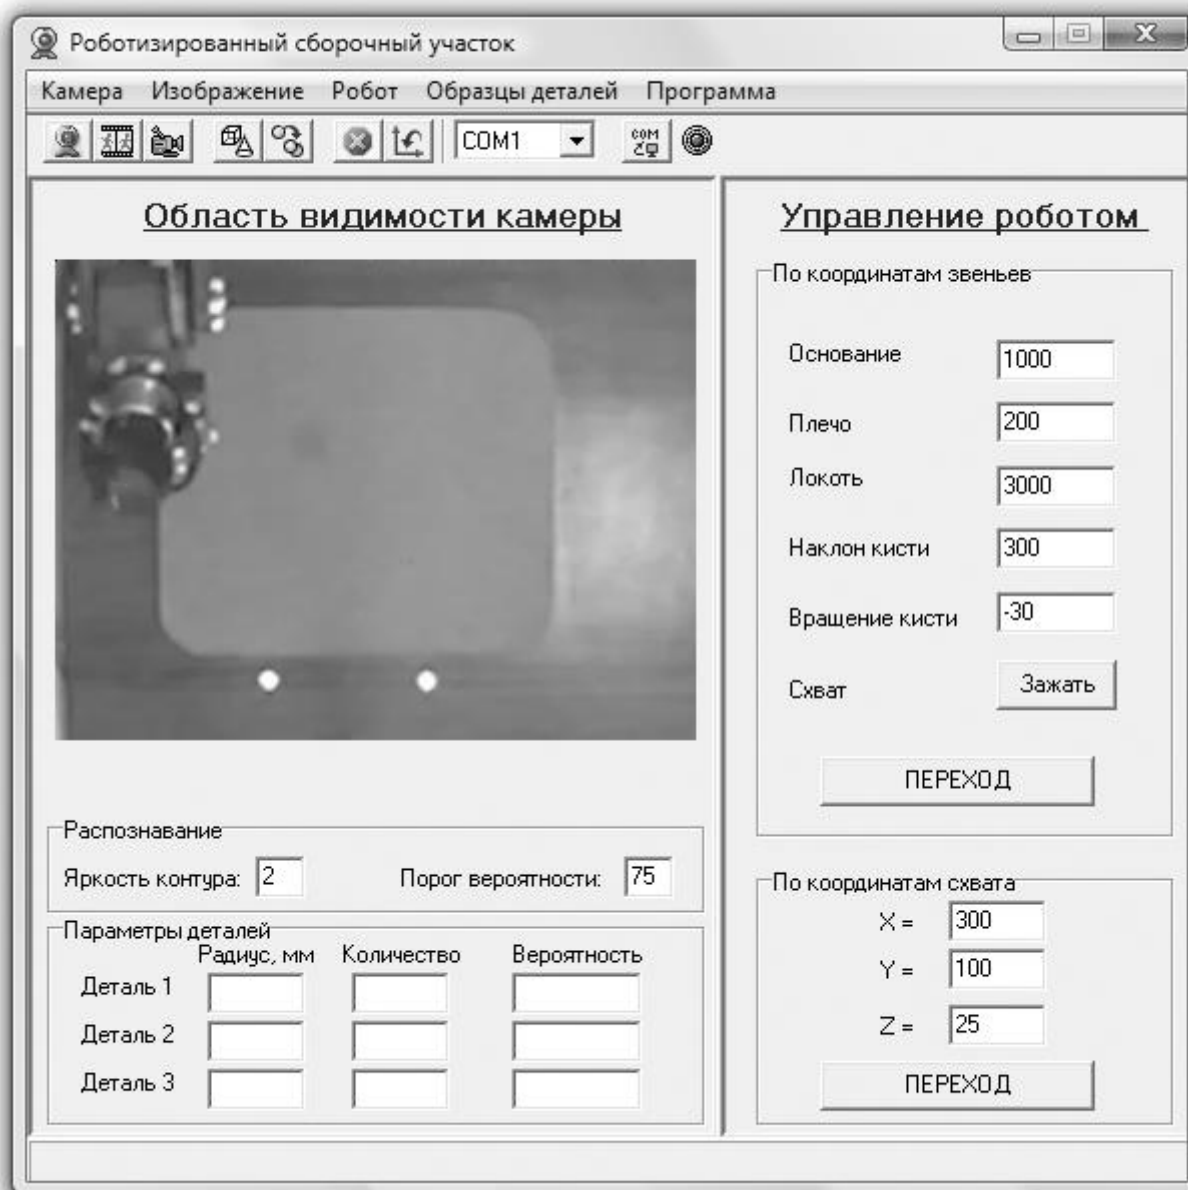 Роботизированный сборочный участок
Камера Изображение Робот Образцы деталей Программа
COM1 COM
Область видимости камеры
Распознавание
Яркость контура: 2 Порог вероятности: 75
Параметры деталей
Радиус, мм Количество Вероятность
Деталь 1
Деталь 2
Деталь 3
Управление роботом
По координатам звеньев
Основание 1000
Плечо 200
Локоть 3000
Наклон кисти 300
Вращение кисти -30
Схват Зажать
ПЕРЕХОД
По координатам схвата
X = 300
Y = 100
Z = 25
ПЕРЕХОД